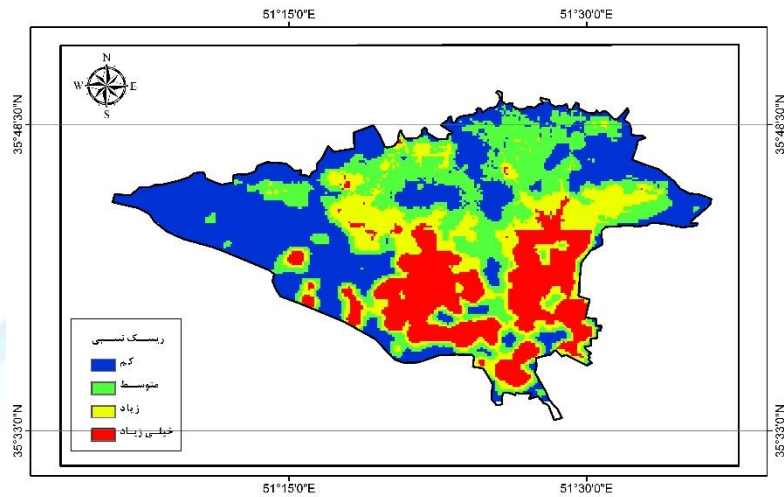 51°15'0"E 51°30'0"E
N
W E
S
35°48'30"N 35°48'30"N
ریسک نسبی
کم
متوسط
زیاد
خیلی زیاد
35°33'0"N 35°33'0"N
51°15'0"E 51°30'0"E